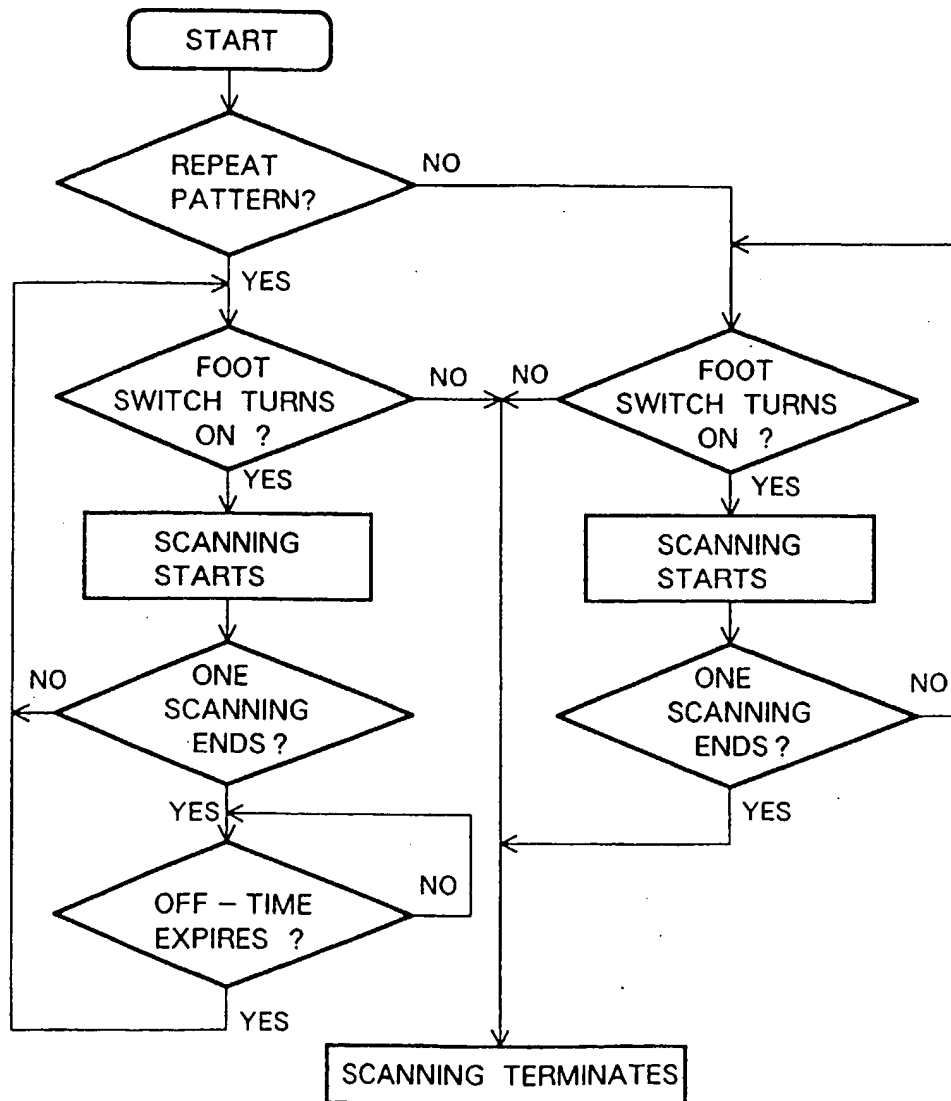 START
REPEAT
PATTERN?
NO
YES
FOOT
SWITCH TURNS
ON ?
NO
NO
FOOT
SWITCH TURNS
ON ?
YES
YES
SCANNING
STARTS
SCANNING
STARTS
NO
ONE
SCANNING
ENDS?
ONE
SCANNING
ENDS?
NO
YES
YES
OFF – TIME
EXPIRES ?
NO
YES
SCANNING TERMINATES